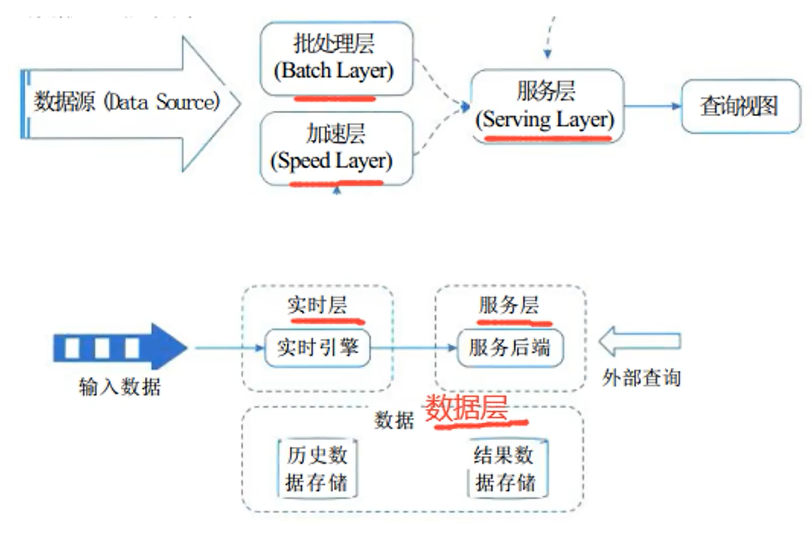 批处理层
(Batch Layer)
数据源 (Data Source)
加速层
(Speed Layer)
服务层
(Serving Layer)
查询视图
实时层
实时引擎
服务层
服务后端
输入数据
外部查询
数据 数据层
历史数
据存储
结果数
据存储